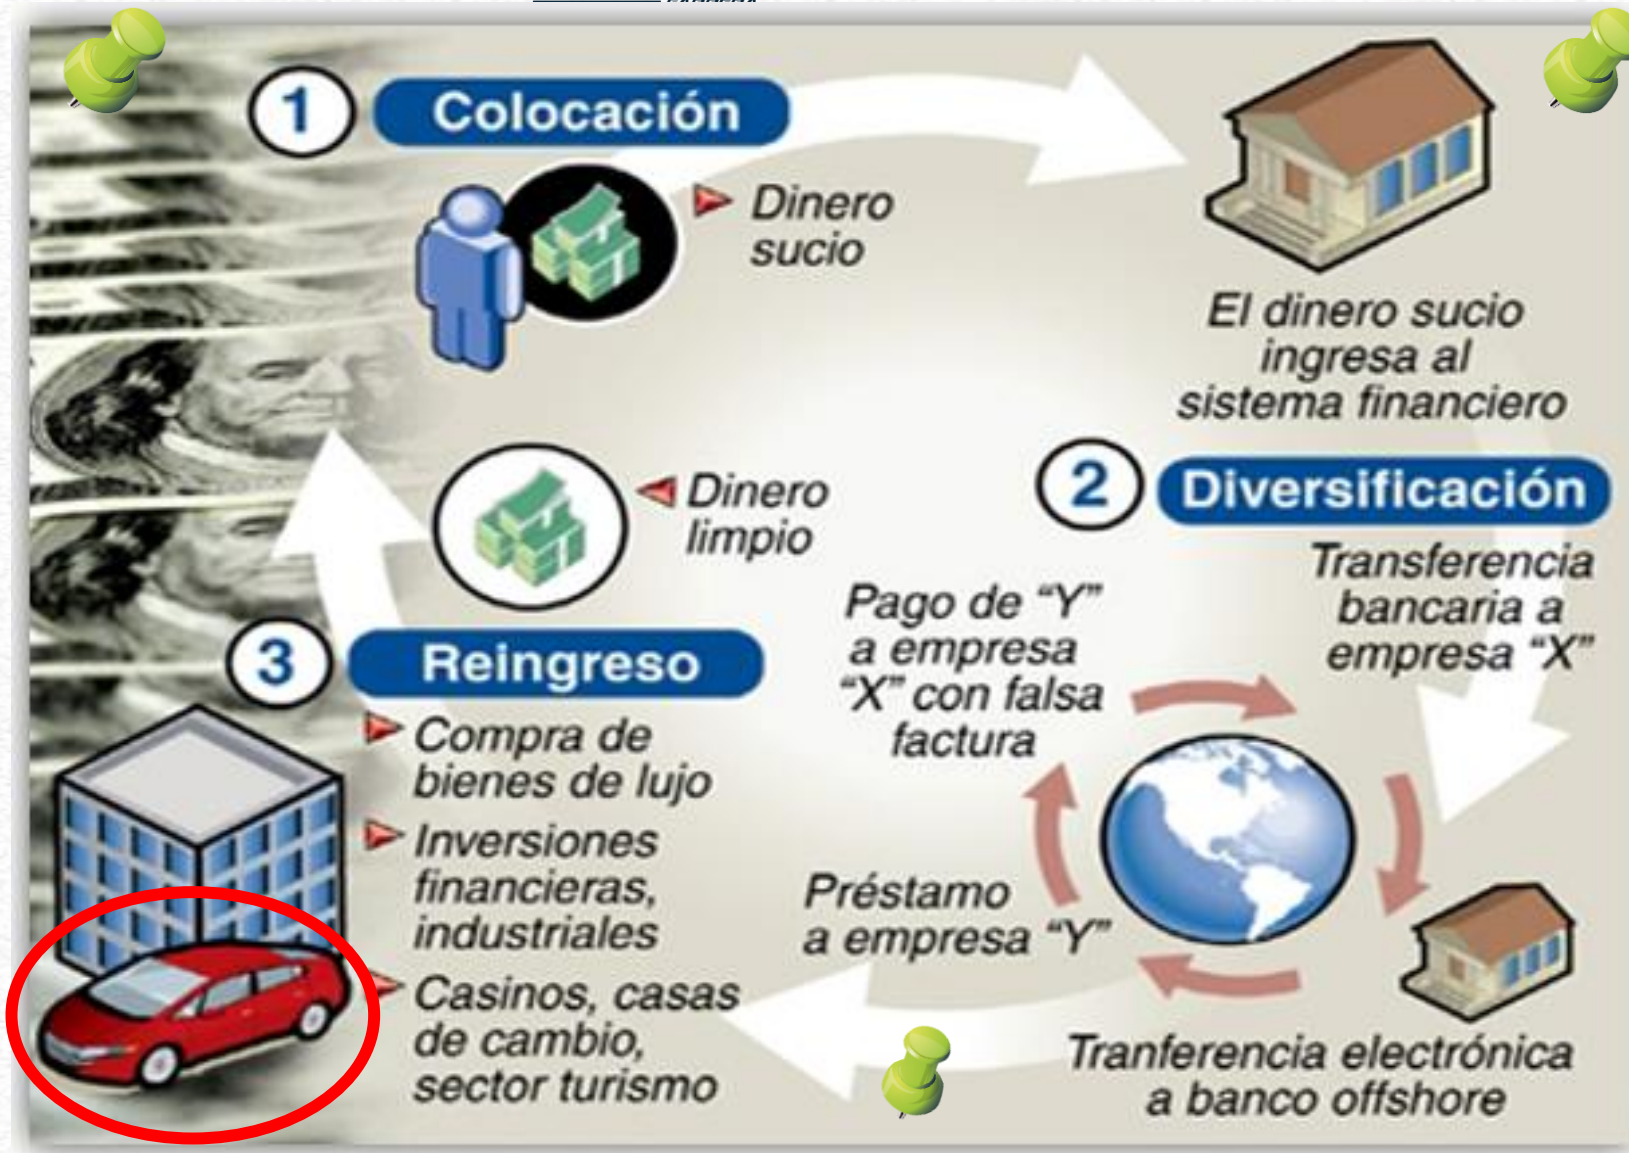 1 Colocación
Dinero
sucio
El dinero sucio
ingresa al
sistema financiero
2 Diversificación
Transferencia
bancaria a
empresa “X”
Pago de “Y”
a empresa
“X” con falsa
factura
Préstamo
a empresa “Y”
Tranferencia electrónica
a banco offshore
Dinero
limpio
3 Reingreso
Compra de
bienes de lujo
Inversiones
financieras,
industriales
Casinos, casas
de cambio,
sector turismo